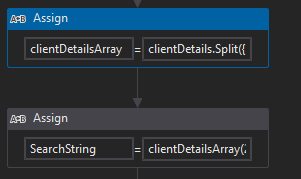 A=B Assign
clientDetailsArray = clientDetails.Split({
A=B Assign
SearchString = clientDetailsArray(